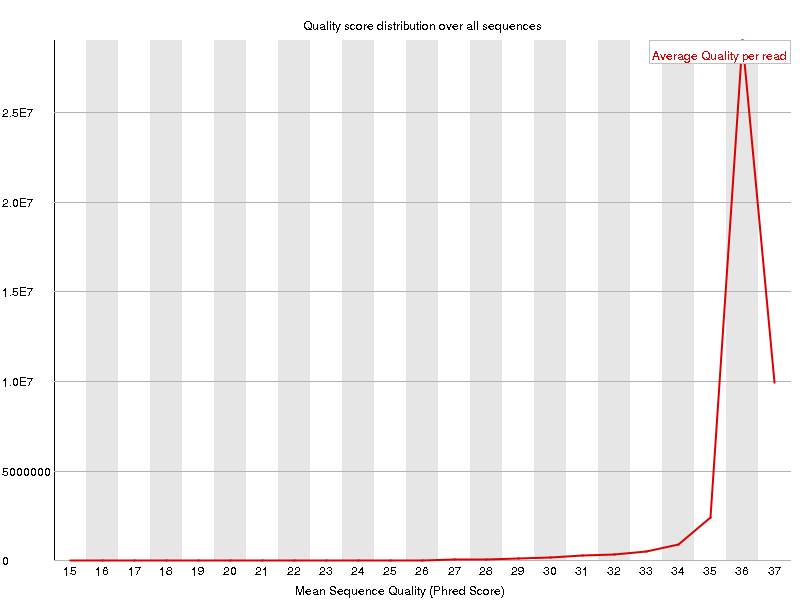 Quality score distribution over all sequences
Average Quality per read
2.5E7
2.0E7
1.5E7
1.0E7
5000000
0
15 16 17 18 19 20 21 22 23 24 25 26 27 28 29 30 31 32 33 34 35 36 37
Mean Sequence Quality (Phred Score)